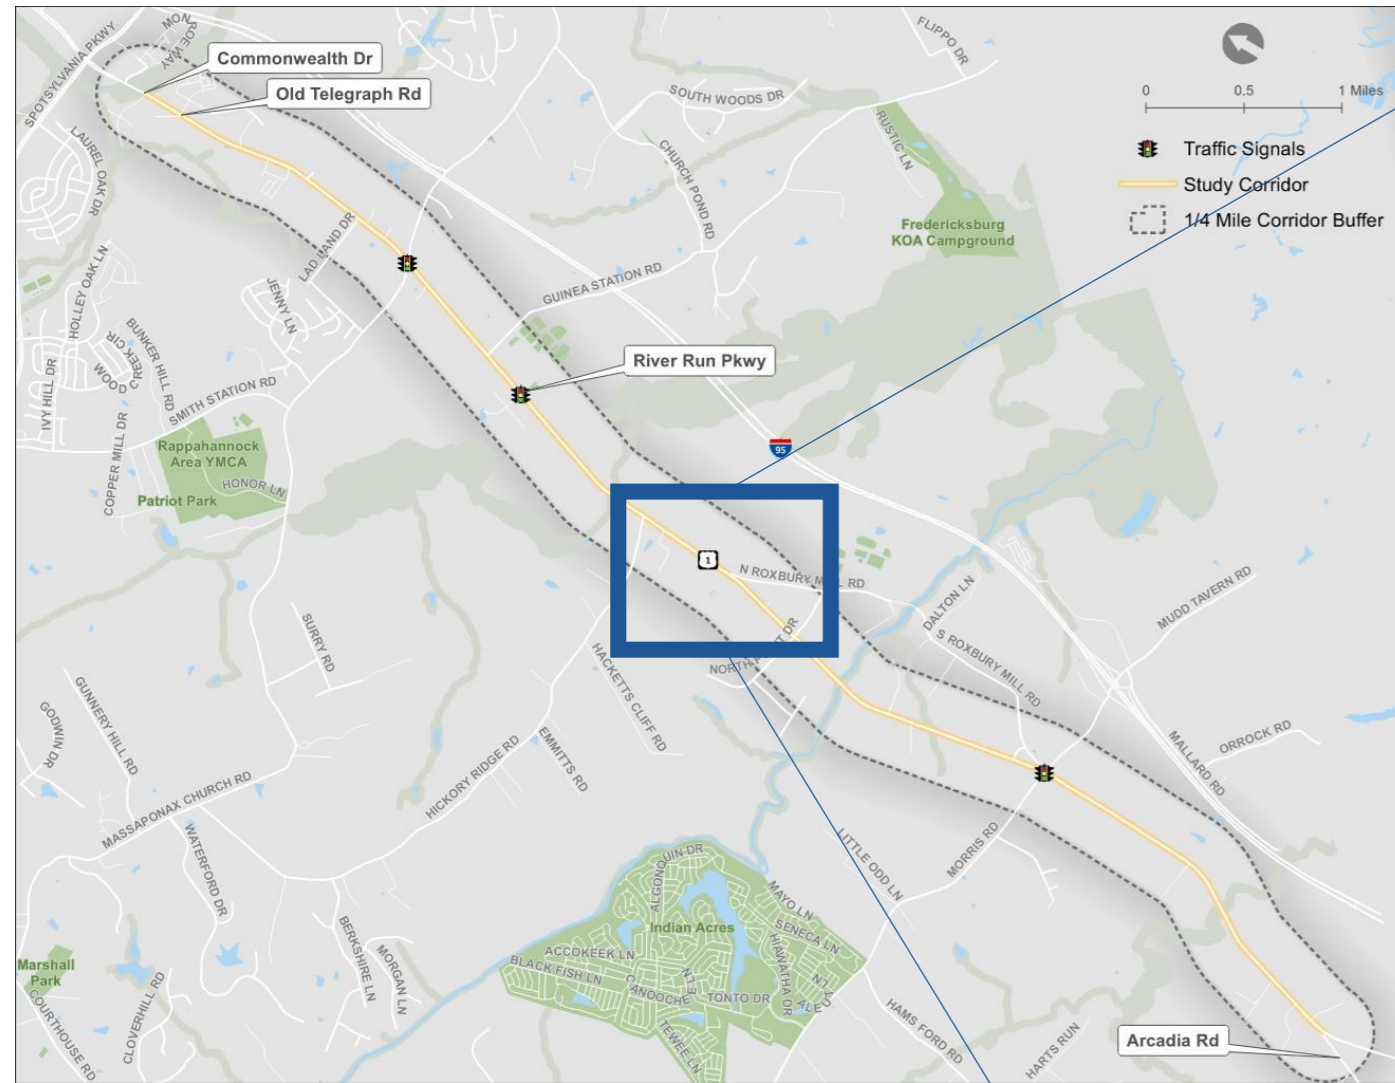 SPOTSYLVANIA PKWY
MONROE WAY
Commonwealth Dr
Old Telegraph Rd
FLIPPO DR
0 0.5 1 Miles
Traffic Signals
Study Corridor
1/4 Mile Corridor Buffer
SOUTH WOODS DR
RUSTIC LN
CHURCH POND RD
LAUREL OAK DR
Fredericksburg
KOA Campground
LADYLAND DR
HOLLEY OAK LN
JENNY LN
GUINEA STATION RD
BUNKER HILL RD
WOOD CREEK CIR
IVY HILL DR
River Run Pkwy
SMITH STATION RD
COPPER MILL DR
Rappahannock
Area YMCA
HONOR LN
Patriot Park
95
1
N ROXBURY MILL RD
DALTON LN
MUDD TAVERN RD
SURRY RD
S ROXBURY MILL RD
HACKETTS CLIFF RD
GUNNERY HILL RD
GODWIN DR
EMMITTS RD
HICKORY RIDGE RD
MALLARD RD
ORROCK RD
MASSAPONAX CHURCH RD
WATERFORD DR
LITTLE ODD LN
MORRIS RD
ALGONQUIN DR
MAYO LN
BERKSHIRE LN
Indian Acres
SENECA LN
HIAWATHA DR
MORGAN LN
ACCOKEEK LN
BLACK FISH LN
CANOOCHE
TONTO DR
Marshall
Park
COURTHOUSE RD
CLOVERHILL RD
TEWEE LN
HAMS FORD RD
HARTS RUN
Arcadia Rd